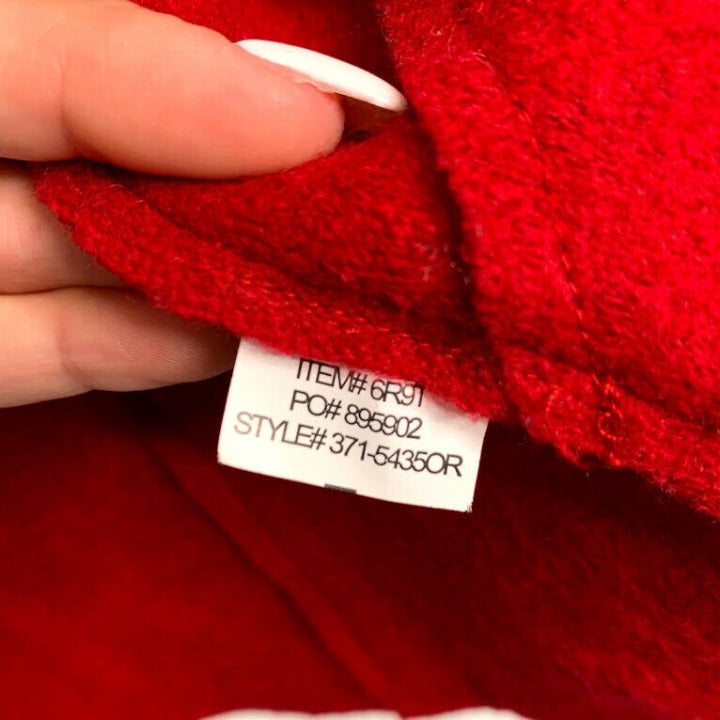 ITEM# 6R91
PO# 895902
STYLE# 371-5435OR